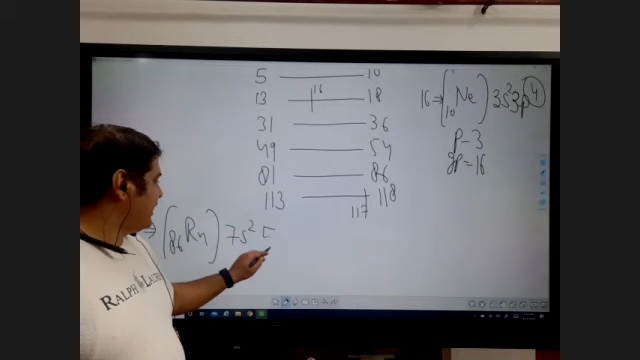 5 10
13 16 18
31 36
49 54
81 86
113 117 118
16 ⇒ (10Ne) 3s² 3p⁴
P – 3
gp = 16
⇒ (86Rn) 7s² 5
RALPH LAUREN